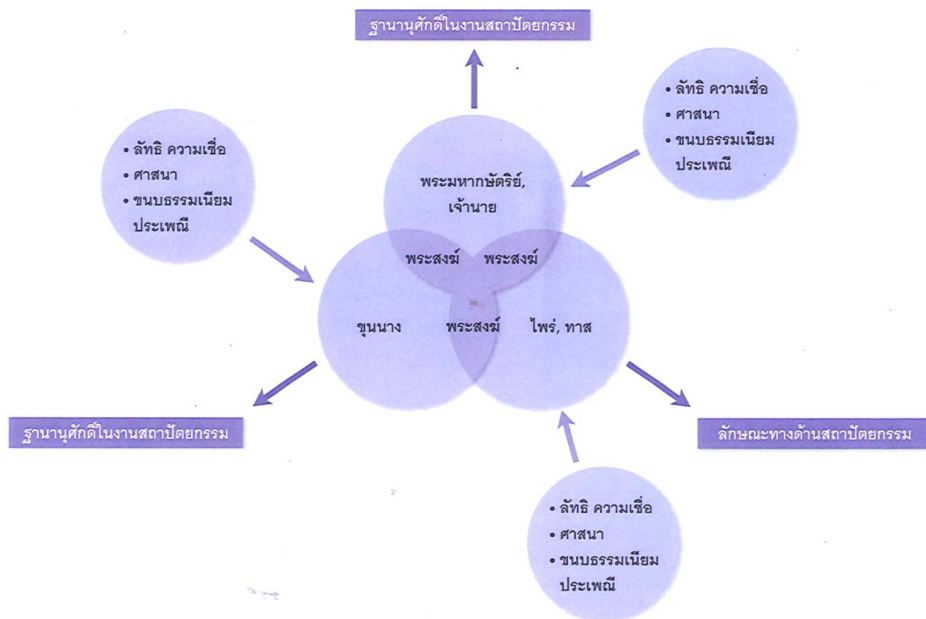 ฐานานุศักดิ์ในงานสถาปัตยกรรม
• ลัทธิ ความเชื่อ
• ศาสนา
• ขนบธรรมเนียม
ประเพณี
• ลัทธิ ความเชื่อ
• ศาสนา
• ขนบธรรมเนียม
ประเพณี
พระมหากษัตริย์,
เจ้านาย
พระสงฆ์
พระสงฆ์
ขุนนาง
พระสงฆ์
ไพร่, ทาส
ฐานานุศักดิ์ในงานสถาปัตยกรรม
ลักษณะทางด้านสถาปัตยกรรม
• ลัทธิ ความเชื่อ
• ศาสนา
• ขนบธรรมเนียม
ประเพณี